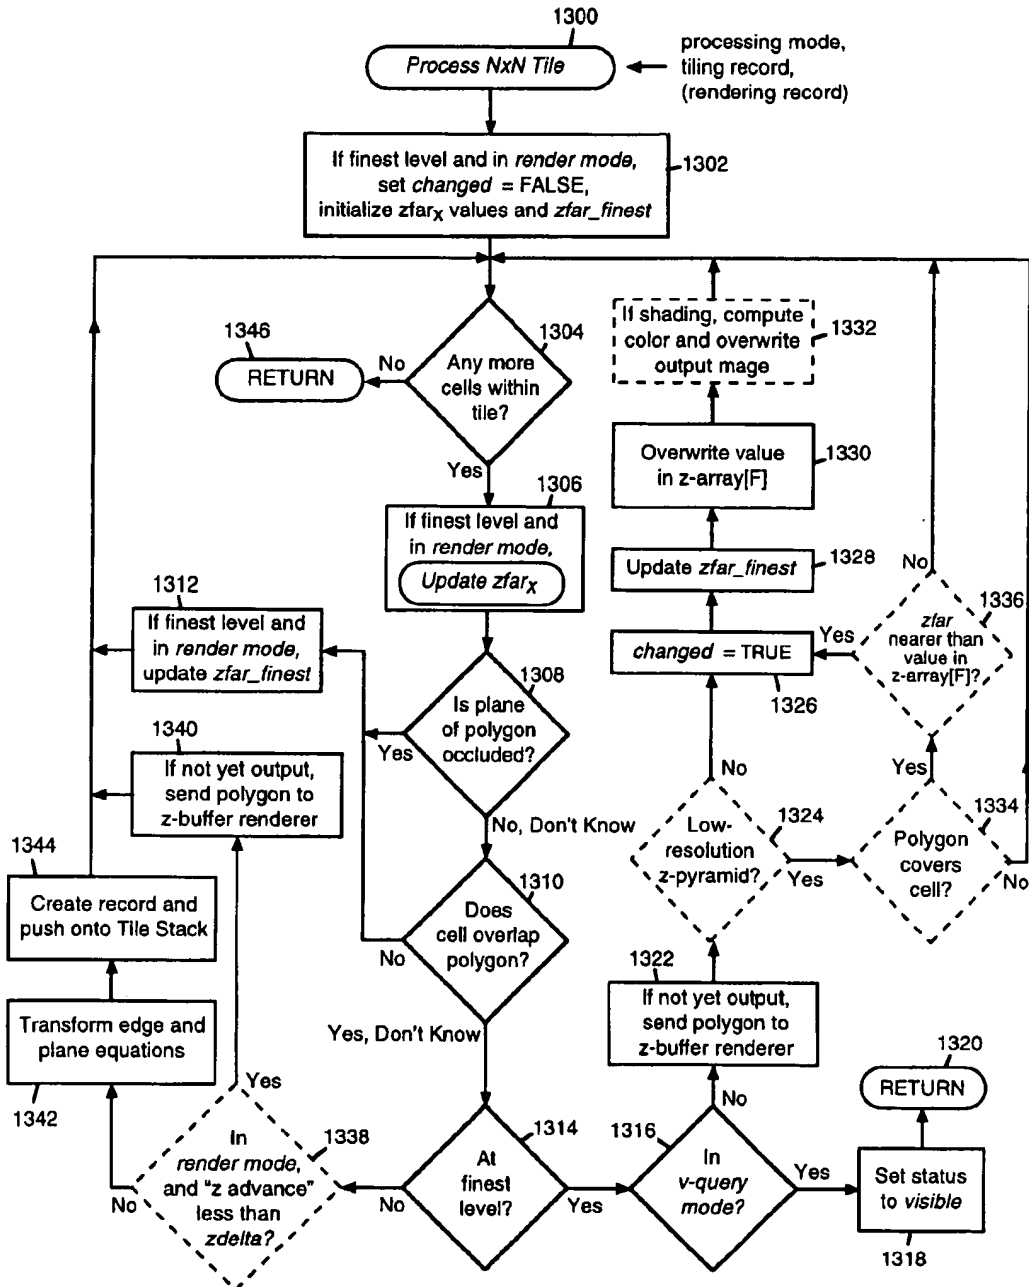 1300
Process NxN Tile
processing mode,
tiling record,
(rendering record)
If finest level and in render mode,
set changed = FALSE,
initialize zfarx values and zfar_finest
1302
1304
Any more
cells within
tile?
No
Yes
1346
RETURN
1306
If finest level and
in render mode,
Update zfarx
1308
Is plane
of polygon
occluded?
Yes
No, Don't Know
1312
If finest level and
in render mode,
update zfar_finest
1310
Does
cell overlap
polygon?
No
Yes, Don't Know
1340
If not yet output,
send polygon to
z-buffer renderer
1344
Create record and
push onto Tile Stack
Transform edge and
plane equations
1342
Yes
1338
In
render mode,
and "z advance"
less than
zdelta?
No
1314
At
finest
level?
No
Yes
1316
In
v-query
mode?
No
Yes
Set status
to visible
1318
1320
RETURN
1322
If not yet output,
send polygon to
z-buffer renderer
1324
Low-
resolution
z-pyramid?
No
Yes
1334
Polygon
covers
cell?
Yes
No
1336
zfar
nearer than
value in
z-array[F]?
Yes
No
changed = TRUE
1326
Update zfar_finest
1328
Overwrite value
in z-array[F]
1330
If shading, compute
color and overwrite
output mage
1332